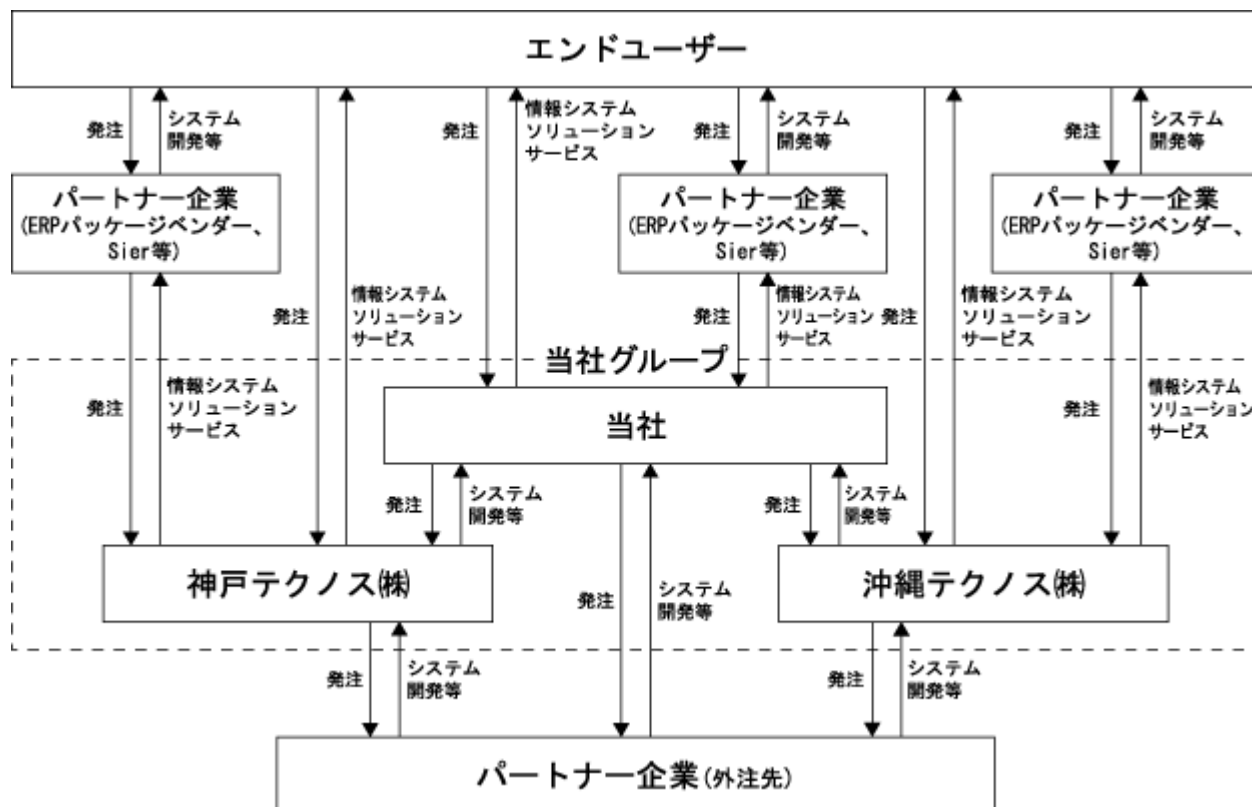 エンドユーザー
発注
システム
開発等
発注
発注
情報システム
ソリューション
サービス
発注
システム
開発等
発注
システム
開発等
パートナー企業
(ERPパッケージベンダー、
Sier等)
パートナー企業
(ERPパッケージベンダー、
Sier等)
パートナー企業
(ERPパッケージベンダー、
Sier等)
情報システム
ソリューション
サービス
発注
情報システム
ソリューション
サービス
発注
情報システム
ソリューション
サービス
当社グループ
発注
情報システム
ソリューション
サービス
当社
発注
情報システム
ソリューション
サービス
発注
システム
開発等
発注
システム
開発等
神戸テクノス㈱
発注
システム
開発等
沖縄テクノス㈱
発注
システム
開発等
発注
システム
開発等
パートナー企業(外注先)